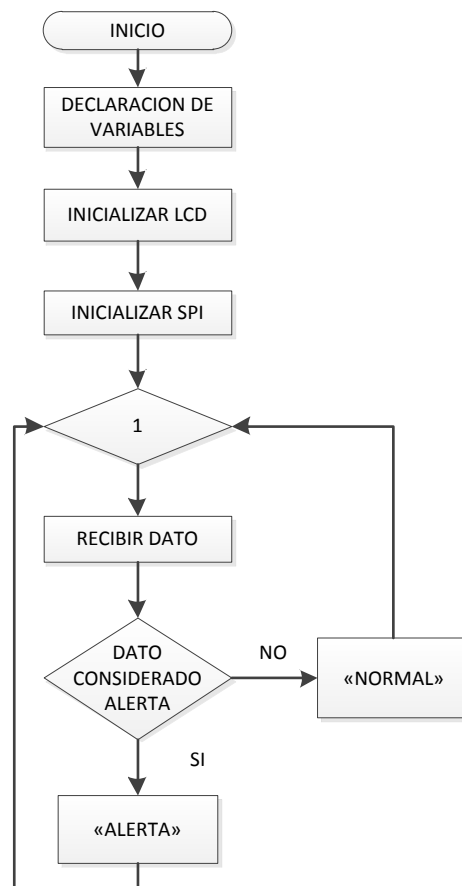 INICIO
DECLARACION DE
VARIABLES
INICIALIZAR LCD
INICIALIZAR SPI
1
RECIBIR DATO
DATO
CONSIDERADO
ALERTA
NO
«NORMAL»
SI
«ALERTA»